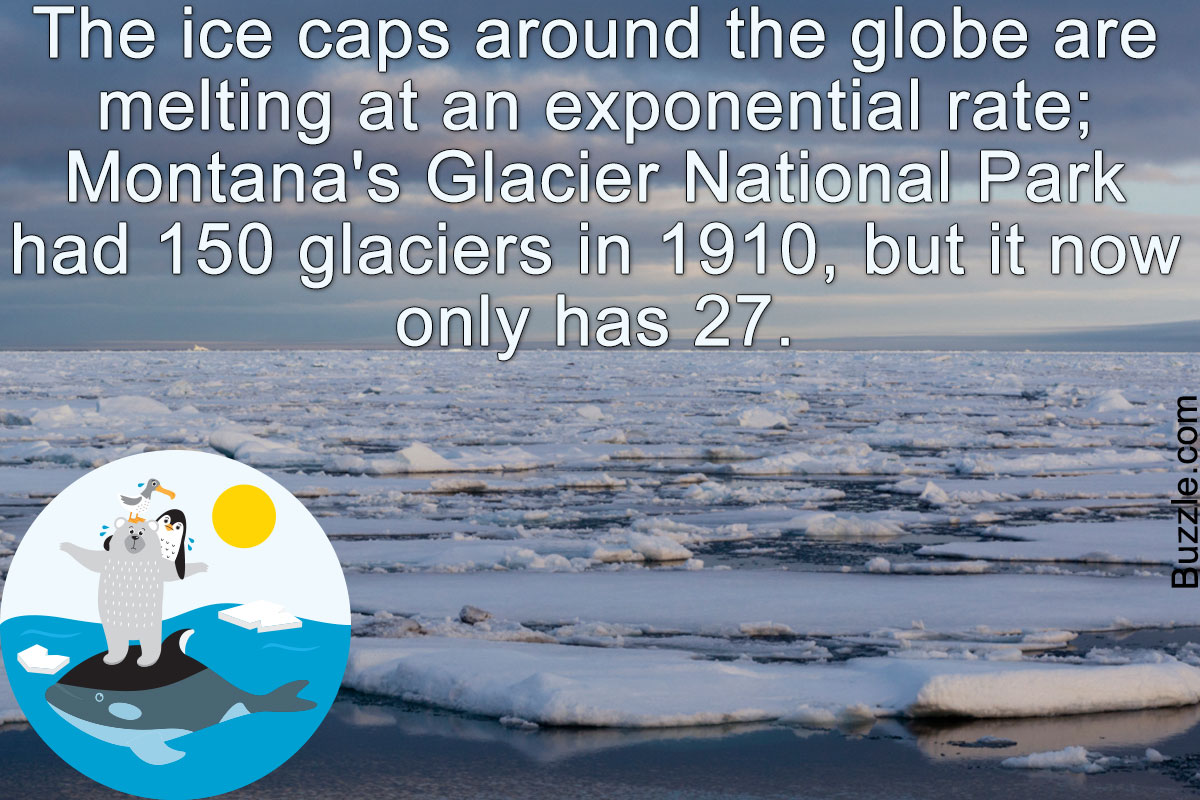 The ice caps around the globe are
melting at an exponential rate;
Montana's Glacier National Park
had 150 glaciers in 1910, but it now
only has 27.
Buzzle.com